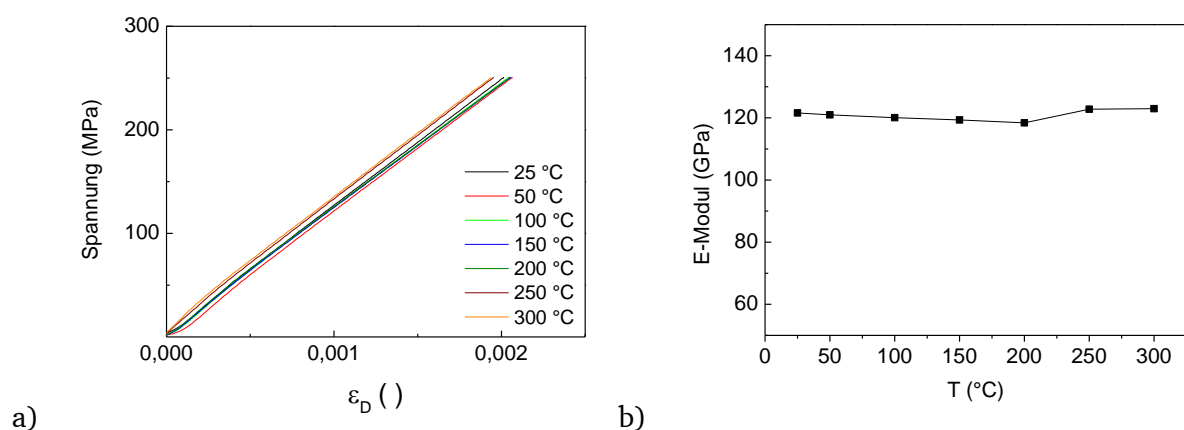 300
200
100
Spannung (MPa)
25 °C
50 °C
100 °C
150 °C
200 °C
250 °C
300 °C
0,000
0,001
0,002
ε_D ( )
a)
140
120
100
80
60
E-Modul (GPa)
0
50
100
150
200
250
300
T (°C)
b)